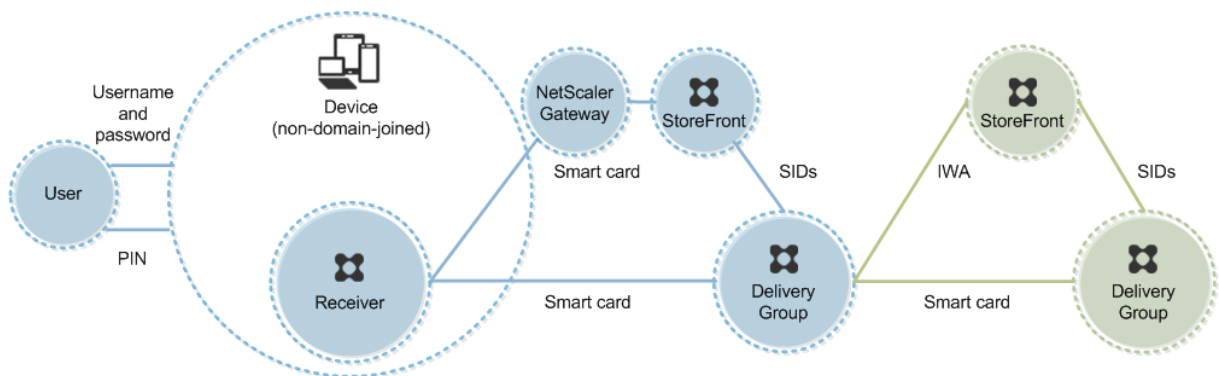 Username
and
password
User
PIN
Device
(non-domain-joined)
Receiver
NetScaler
Gateway
StoreFront
Smart card
SIDs
Smart card
Delivery
Group
StoreFront
IWA
SIDs
Smart card
Delivery
Group